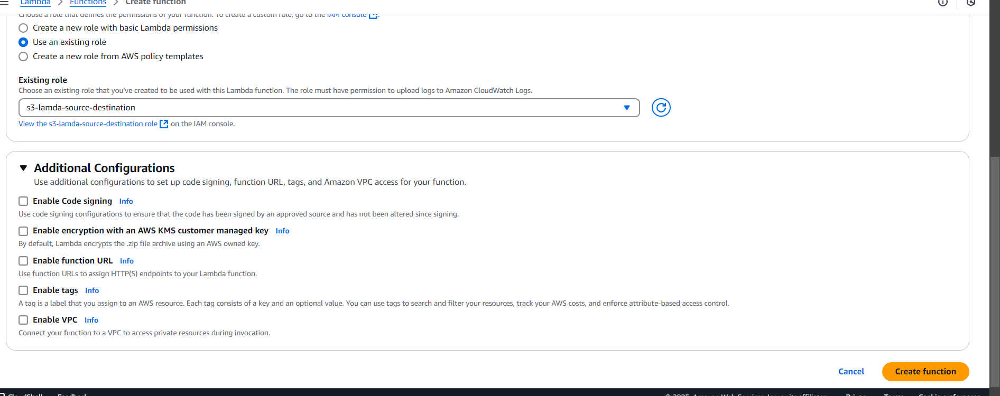 Lambda > Functions > Create function
Choose a role that defines the permissions of your function. To create a custom role, go to the IAM console.
Create a new role with basic Lambda permissions
Use an existing role
Create a new role from AWS policy templates
Existing role
Choose an existing role that you've created to be used with this Lambda function. The role must have permission to upload logs to Amazon CloudWatch Logs.
s3-lamda-source-destination
View the s3-lamda-source-destination role on the IAM console.
Additional Configurations
Use additional configurations to set up code signing, function URL, tags, and Amazon VPC access for your function.
Enable Code signing Info
Use code signing configurations to ensure that the code has been signed by an approved source and has not been altered since signing.
Enable encryption with an AWS KMS customer managed key Info
By default, Lambda encrypts the .zip file archive using an AWS owned key.
Enable function URL Info
Use function URLs to assign HTTP(S) endpoints to your Lambda function.
Enable tags Info
A tag is a label that you assign to an AWS resource. Each tag consists of a key and an optional value. You can use tags to search and filter your resources, track your AWS costs, and enforce attribute-based access control.
Enable VPC Info
Connect your function to a VPC to access private resources during invocation.
Cancel Create function
CloudShell Feedback © 2025, Amazon Web Services, Inc. or its affiliates.